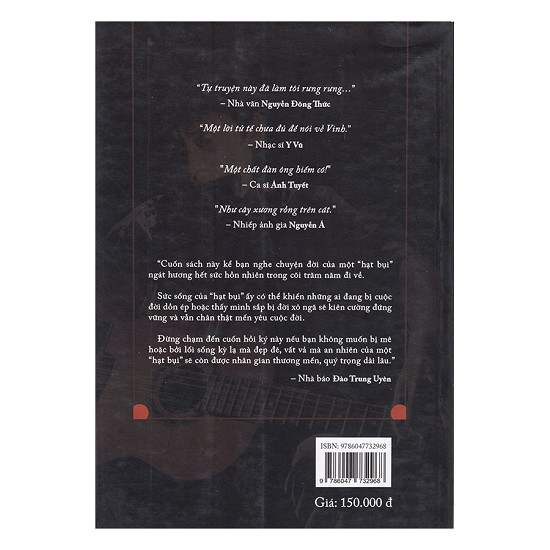 "Tự truyện này đã làm tôi rưng rưng..."
– Nhà văn Nguyễn Đông Thức
"Một lời tử tế chưa đủ để nói về Vinh."
– Nhạc sĩ Y Vũ
"Một chất đàn ông hiếm có!"
– Ca sĩ Ánh Tuyết
"Như cây xương rồng trên cát."
– Nhiếp ảnh gia Nguyễn Á
"Cuốn sách này kể bạn nghe chuyện đời của một "hạt bụi"
ngát hương hết sức hồn nhiên trong cõi trăm năm đi về.
Sức sống của "hạt bụi" ấy có thể khiến những ai đang bị cuộc
đời dồn ép hoặc thấy mình sắp bị đời xô ngã sẽ kiên cường đứng
vững và vẫn chân thật mến yêu cuộc đời.
Đừng chạm đến cuốn hồi ký này nếu bạn không muốn bị mê
hoặc bởi lối sống kỳ lạ mà đẹp đẽ, vất vả mà an nhiên của một
"hạt bụi" sẽ còn được nhân gian thương mến, quý trọng dài lâu."
– Nhà báo Đào Trung Uyên
ISBN: 9786047732968
9 786047 732968
Giá: 150.000 đ